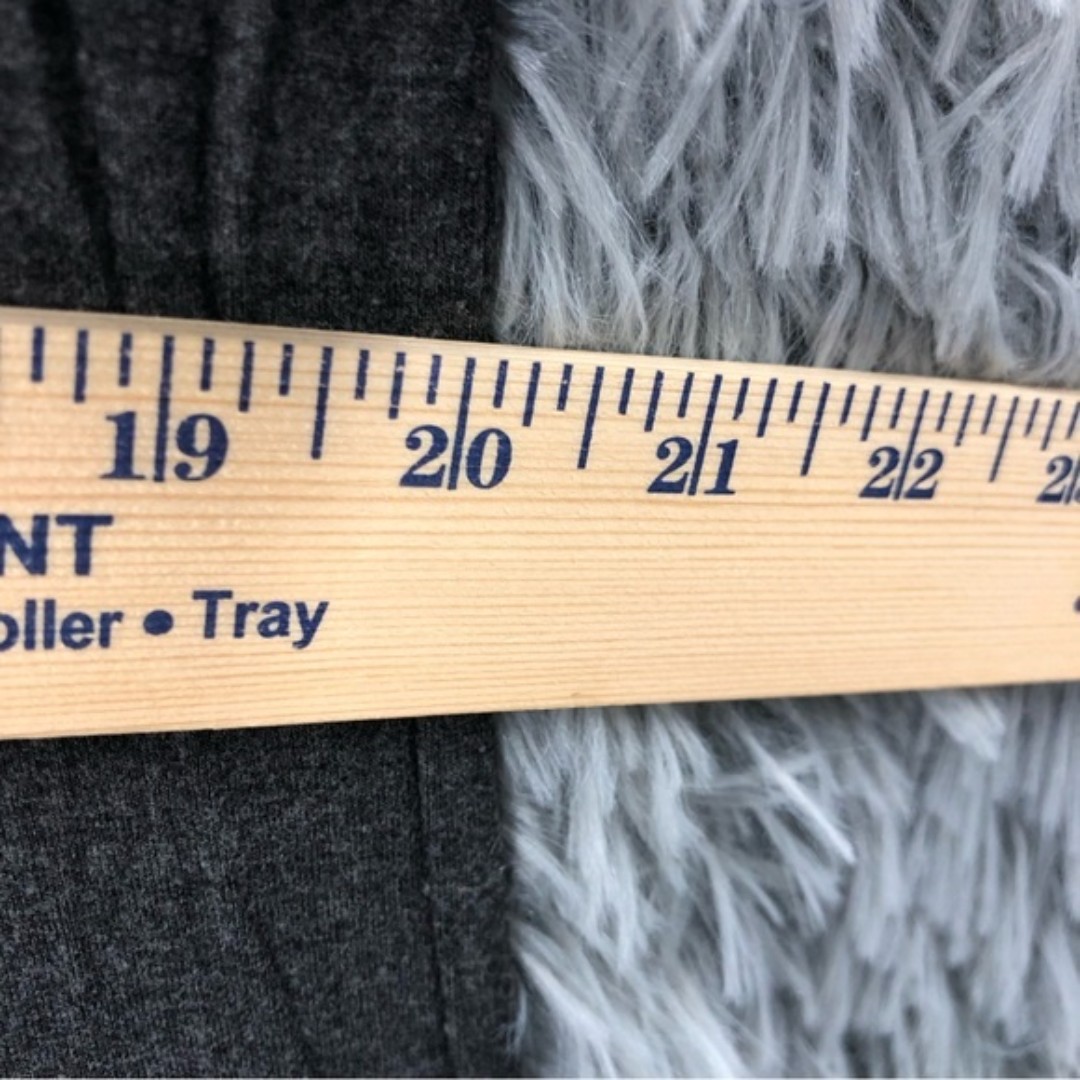 19 20 21 22
NT
oller • Tray